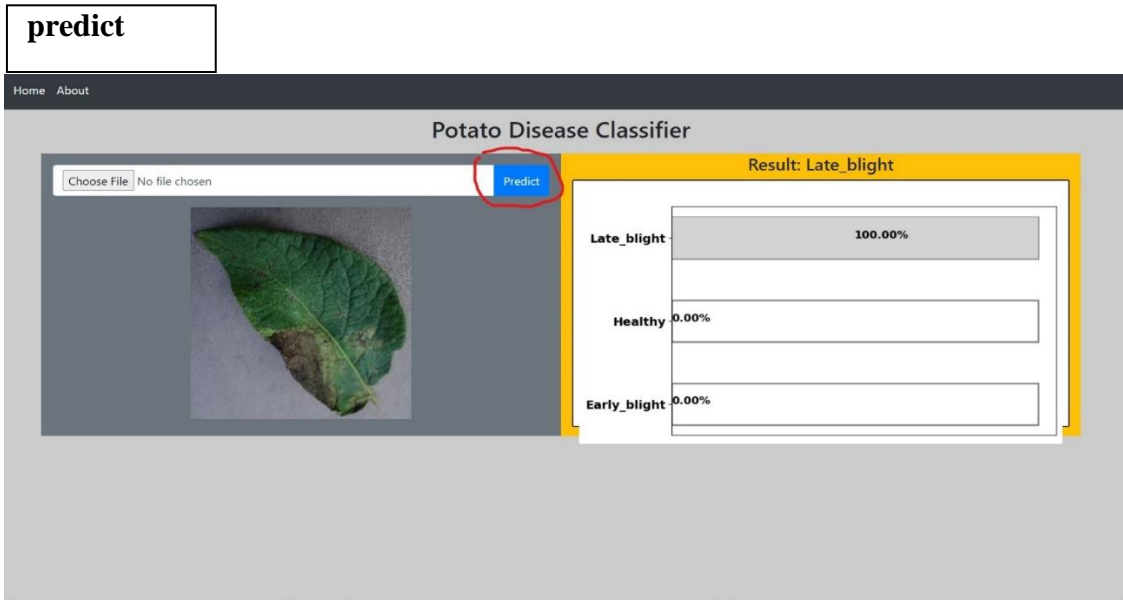 predict
Home About
Potato Disease Classifier
Choose File No file chosen
Predict
Result: Late_blight
Late_blight 100.00%
Healthy 0.00%
Early_blight 0.00%